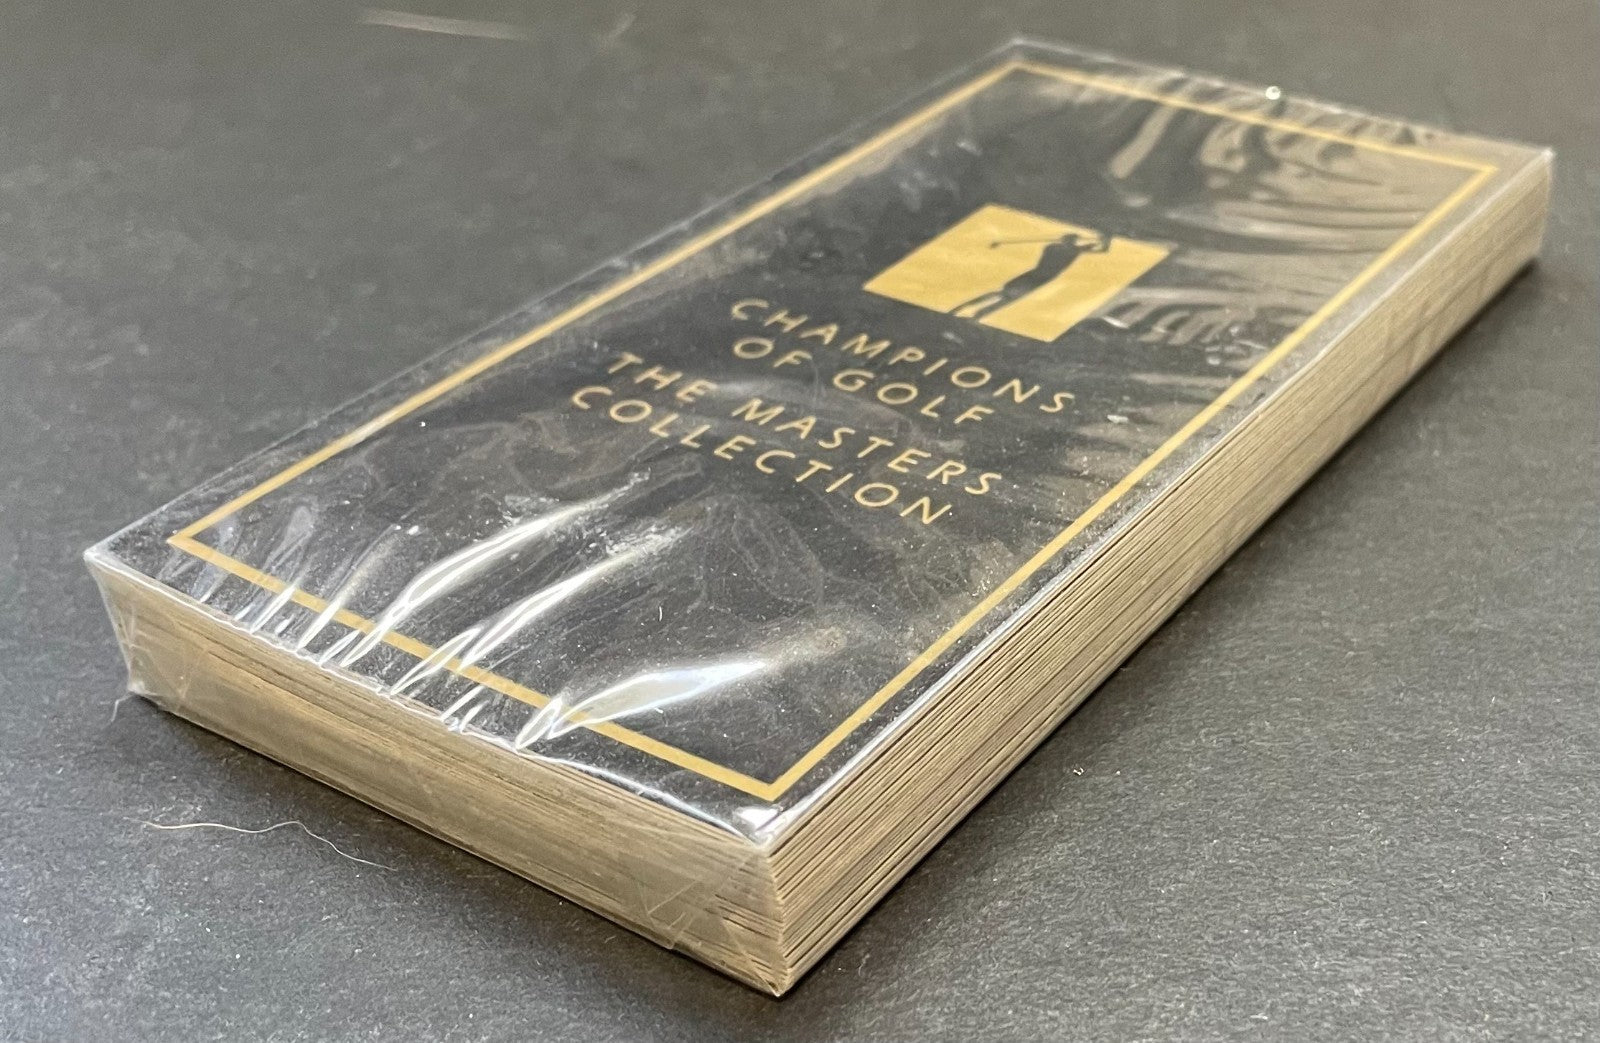 CHAMPIONS
OF GOLF
THE MASTERS
COLLECTION